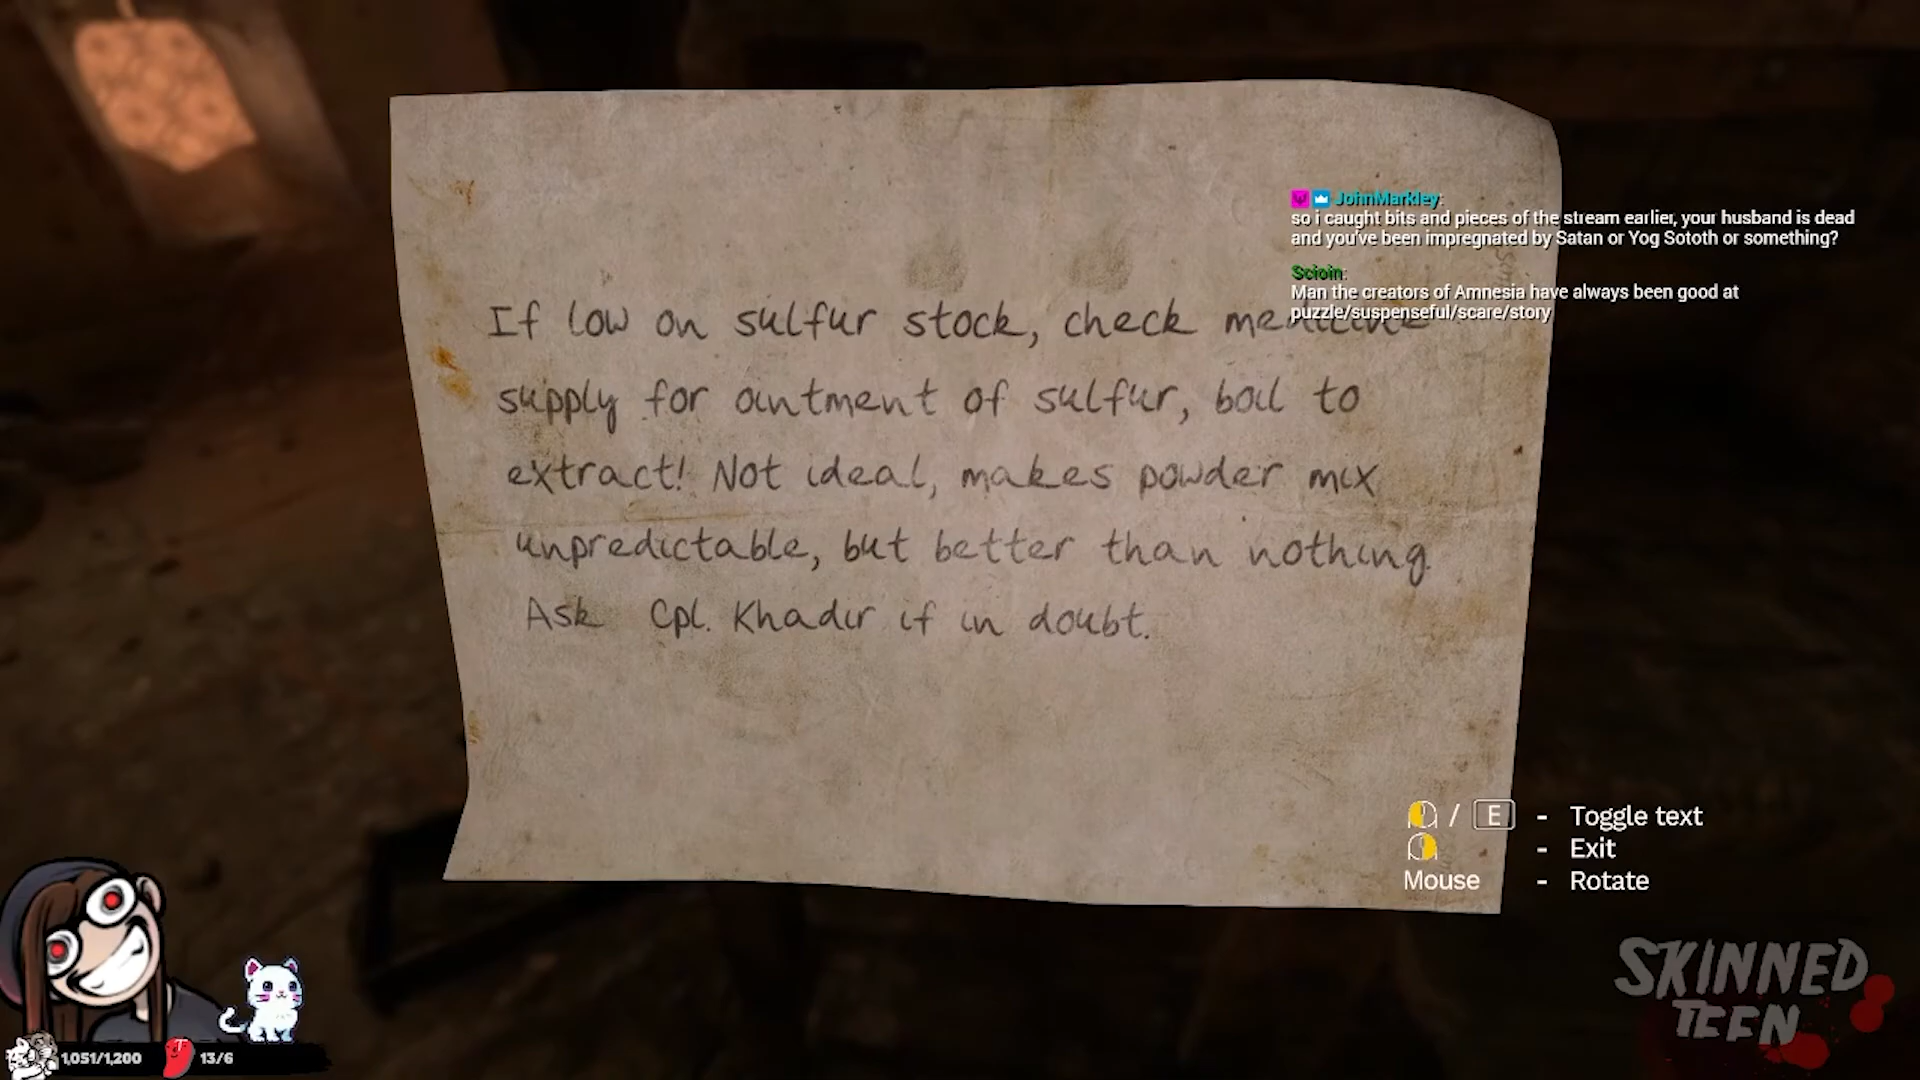 JohnMarkley:
so i caught bits and pieces of the stream earlier, your husband is dead
and you've been impregnated by Satan or Yog Sototh or something?
Scioin:
Man the creators of Amnesia have always been good at
puzzle/suspenseful/scare/story
If low on sulfur stock, check medicine
supply for ointment of sulfur, boil to
extract! Not ideal, makes powder mix
unpredictable, but better than nothing.
Ask Cpl. Khadir if in doubt.
/ E - Toggle text
- Exit
Mouse - Rotate
SKINNED
TEEN
1,051/1,200 13/6